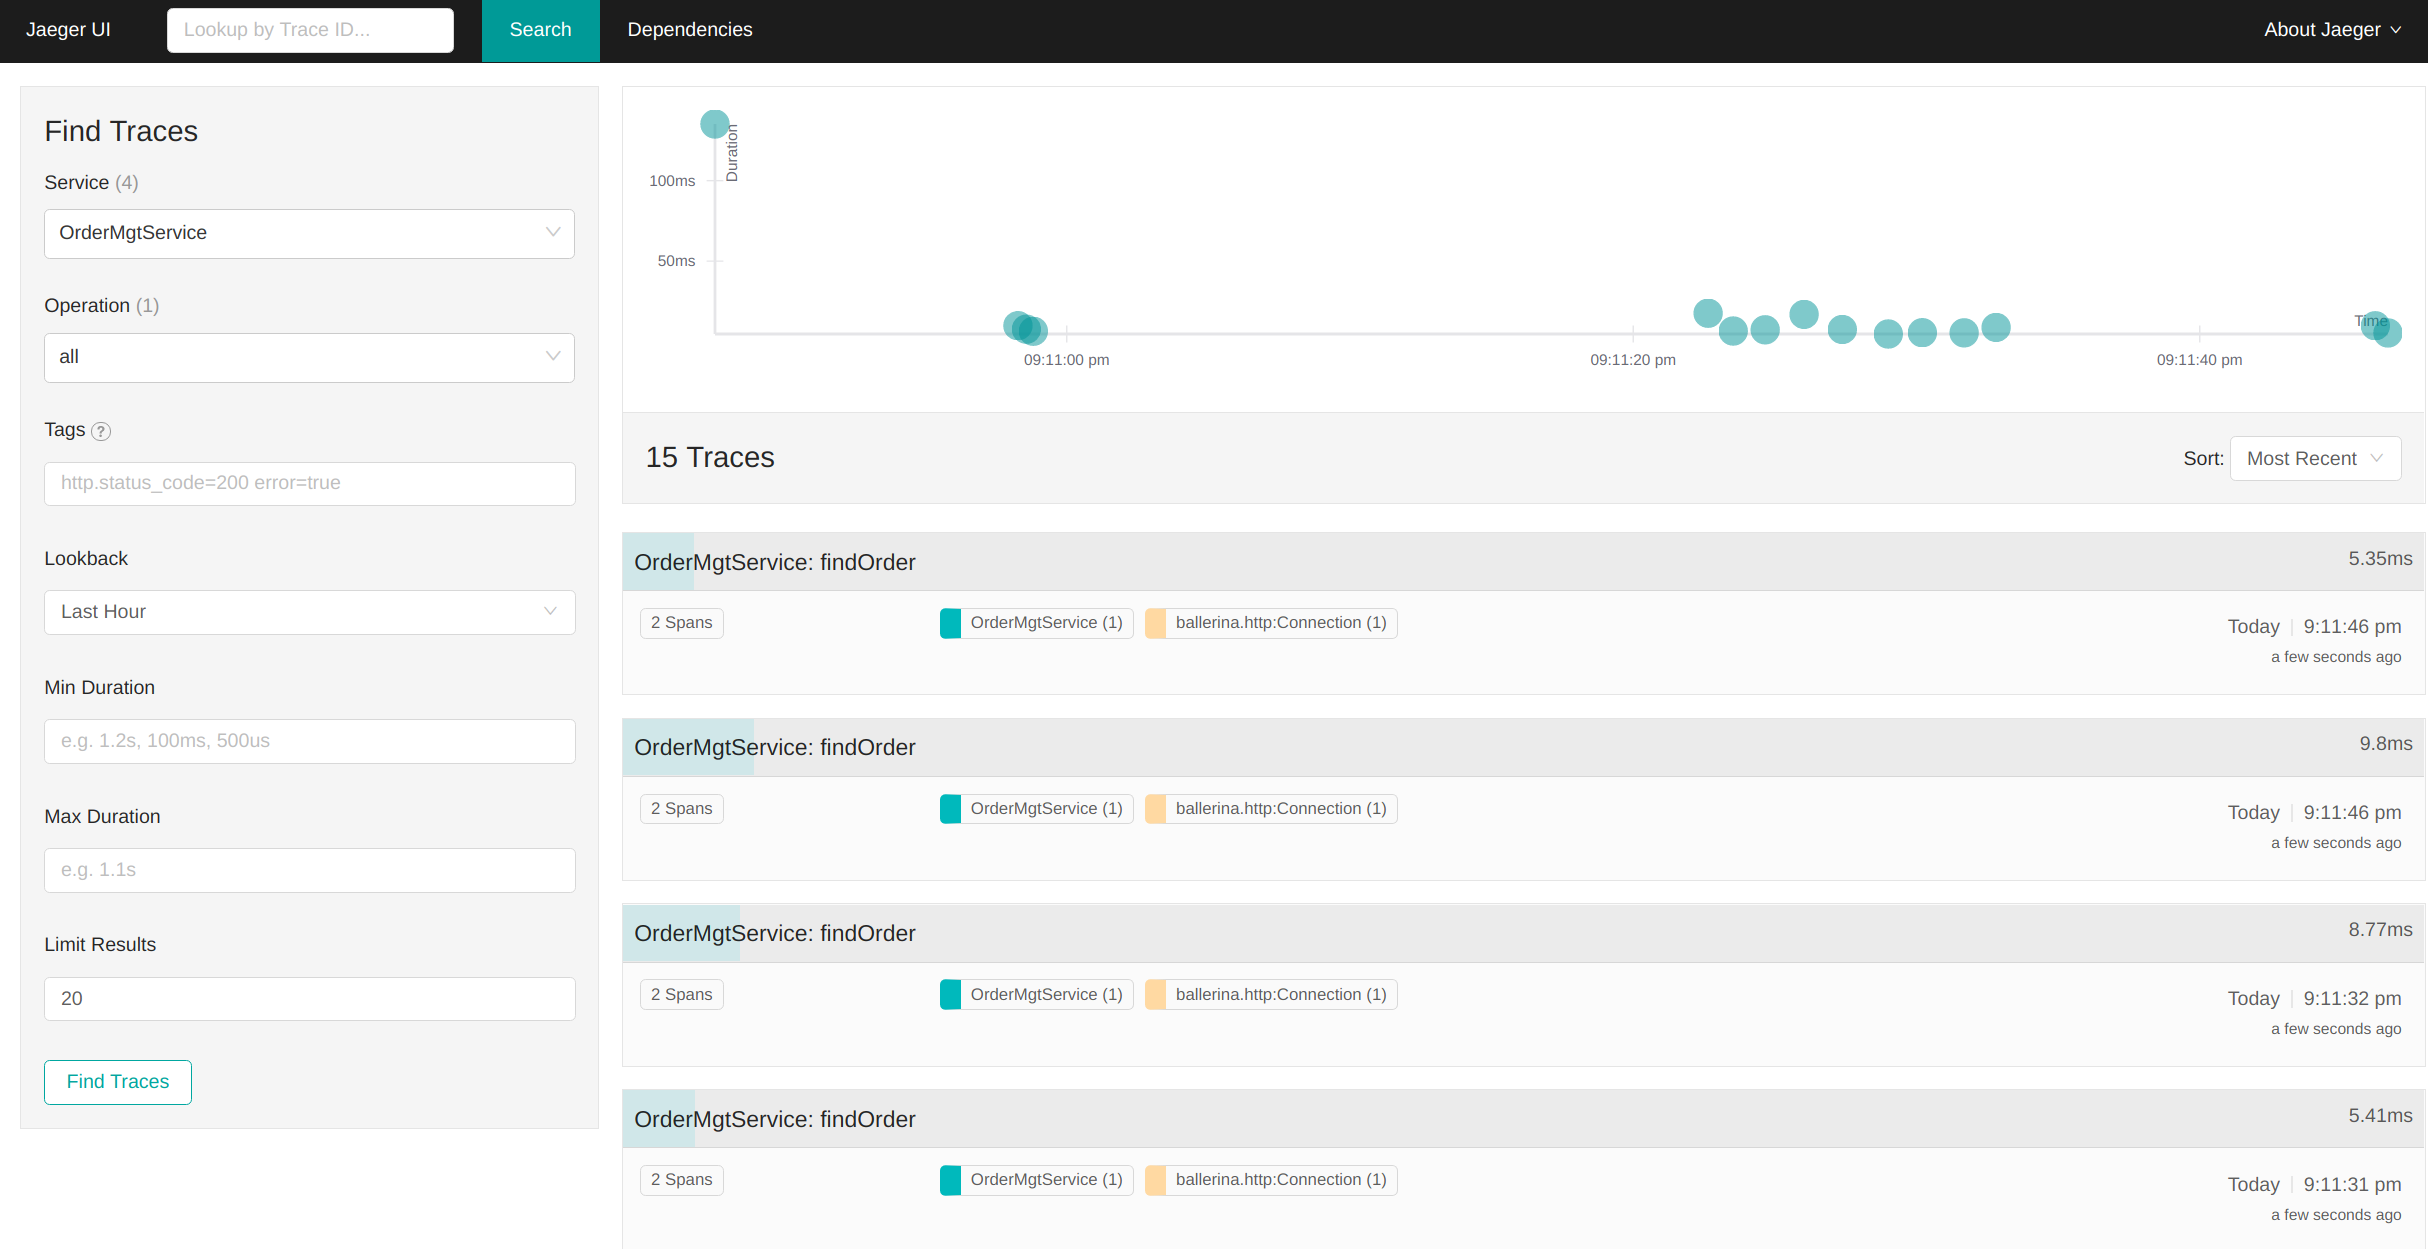 Jaeger UI
Lookup by Trace ID...
Search
Dependencies
About Jaeger
Find Traces
Service (4)
OrderMgtService
Operation (1)
all
Tags ?
http.status_code=200 error=true
Lookback
Last Hour
Min Duration
e.g. 1.2s, 100ms, 500us
Max Duration
e.g. 1.1s
Limit Results
20
Find Traces
Duration
100ms
50ms
Time
09:11:00 pm
09:11:20 pm
09:11:40 pm
15 Traces
Sort: Most Recent
OrderMgtService: findOrder
5.35ms
2 Spans
OrderMgtService (1)
ballerina.http:Connection (1)
Today 9:11:46 pm
a few seconds ago
OrderMgtService: findOrder
9.8ms
2 Spans
OrderMgtService (1)
ballerina.http:Connection (1)
Today 9:11:46 pm
a few seconds ago
OrderMgtService: findOrder
8.77ms
2 Spans
OrderMgtService (1)
ballerina.http:Connection (1)
Today 9:11:32 pm
a few seconds ago
OrderMgtService: findOrder
5.41ms
2 Spans
OrderMgtService (1)
ballerina.http:Connection (1)
Today 9:11:31 pm
a few seconds ago